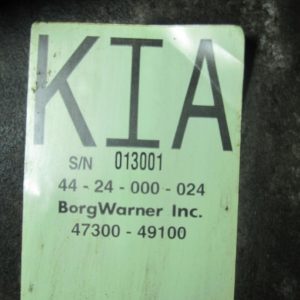 KIA
S/N 013001
44 - 24 - 000 - 024
BorgWarner Inc.
47300 - 49100